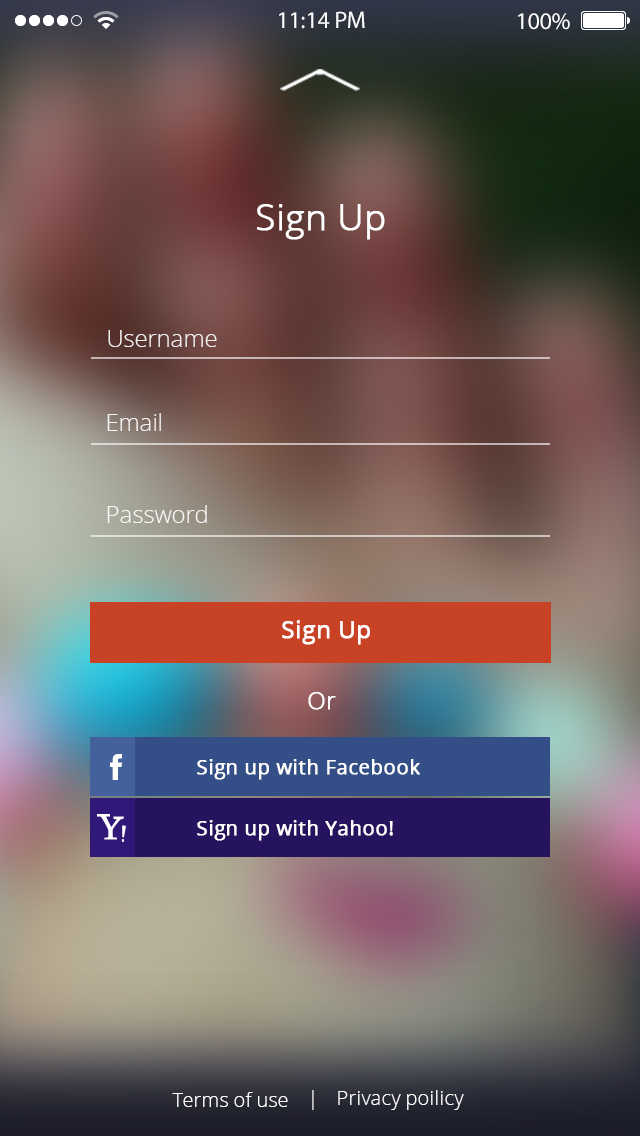 11:14 PM 100%
Sign Up
Username
Email
Password
Sign Up
Or
f Sign up with Facebook
Y! Sign up with Yahoo!
Terms of use | Privacy poilicy